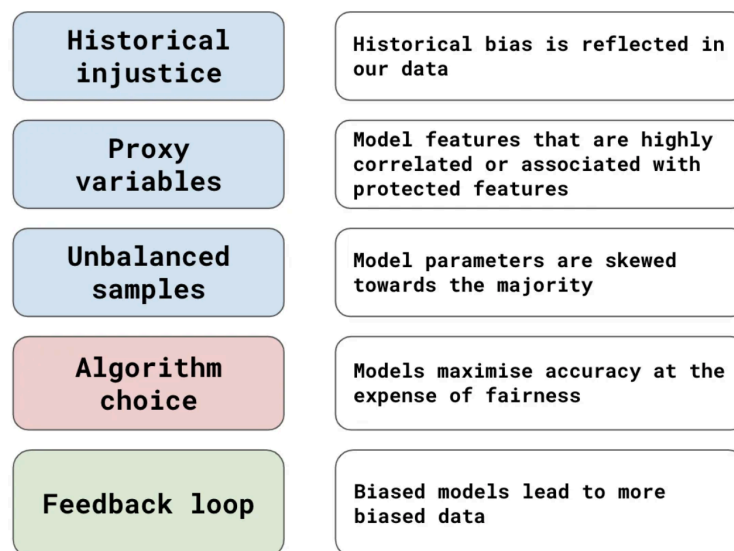 Historical
injustice
Historical bias is reflected in
our data
Proxy
variables
Model features that are highly
correlated or associated with
protected features
Unbalanced
samples
Model parameters are skewed
towards the majority
Algorithm
choice
Models maximise accuracy at the
expense of fairness
Feedback loop
Biased models lead to more
biased data